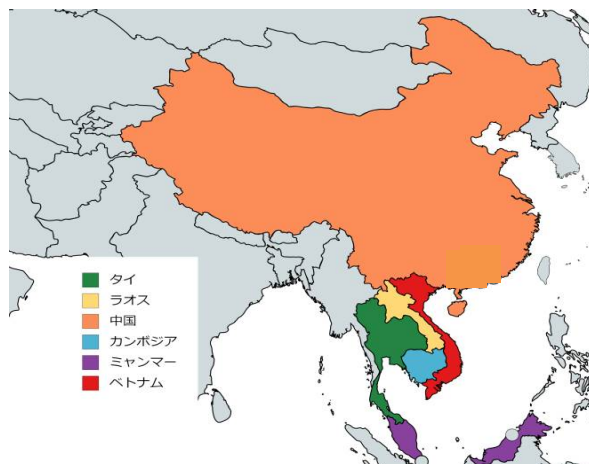 タイ
ラオス
中国
カンボジア
ミャンマー
ベトナム